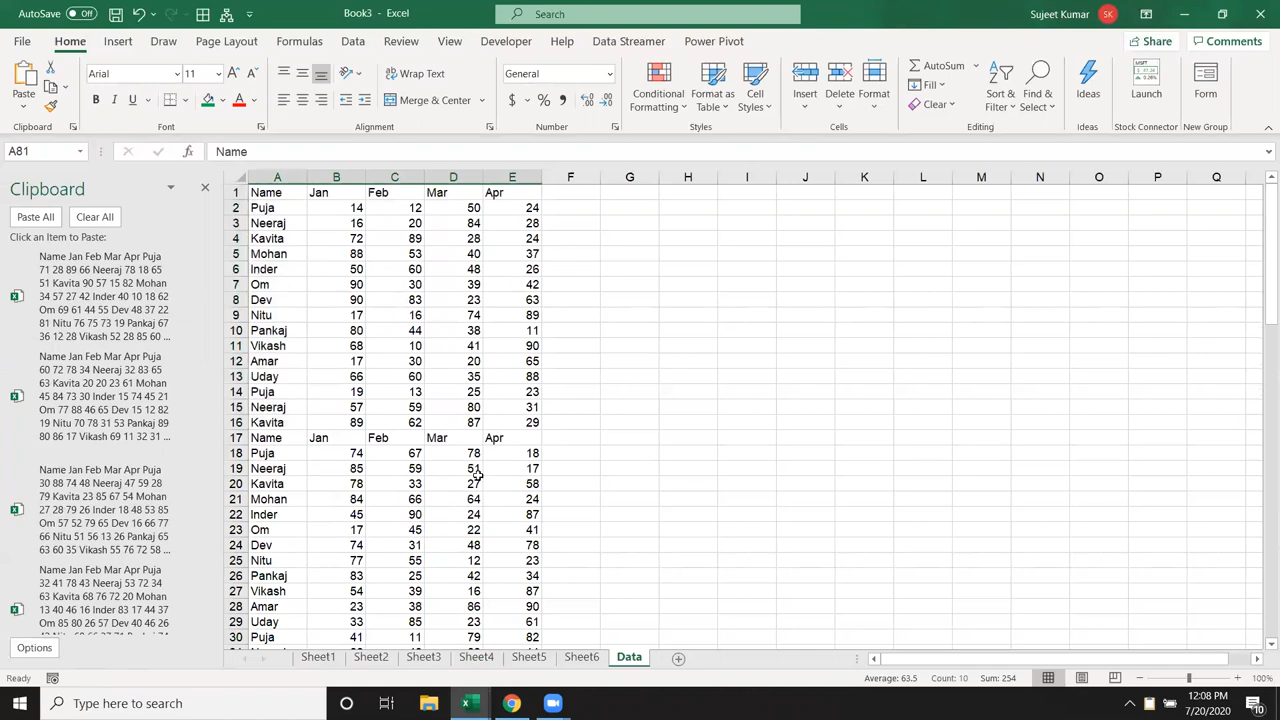 AutoSave Off Book3 - Excel Search Sujeet Kumar SK
File Home Insert Draw Page Layout Formulas Data Review View Developer Help Data Streamer Power Pivot Share Comments
Paste Arial 11 Wrap Text General Conditional Formatting Format as Table Cell Styles Insert Delete Format AutoSum Fill Clear Sort & Filter Find & Select Ideas Launch Form
B I U Merge & Center $ % ,
Clipboard Font Alignment Number Styles Cells Editing Ideas Stock Connector New Group
A81 fx Name
Clipboard
Paste All Clear All
Click an Item to Paste:
Name Jan Feb Mar Apr Puja
71 28 89 66 Neeraj 78 18 65
51 Kavita 90 57 15 82 Mohan
34 57 27 42 Inder 40 10 18 62
Om 69 61 44 55 Dev 48 37 22
81 Nitu 76 75 73 19 Pankaj 67
36 12 28 Vikash 52 28 85 60 ...
Name Jan Feb Mar Apr Puja
60 72 78 34 Neeraj 32 83 65
63 Kavita 20 20 23 61 Mohan
45 84 73 30 Inder 15 74 45 21
Om 77 88 46 65 Dev 15 12 82
19 Nitu 70 78 31 53 Pankaj 89
80 86 17 Vikash 69 11 32 31 ...
Name Jan Feb Mar Apr Puja
30 88 74 48 Neeraj 47 59 28
79 Kavita 23 85 67 54 Mohan
27 28 79 26 Inder 18 48 53 85
Om 57 52 79 65 Dev 16 66 77
66 Nitu 51 56 13 26 Pankaj 64
63 60 35 Vikash 55 76 72 58 ...
Name Jan Feb Mar Apr Puja
32 41 78 43 Neeraj 53 72 34
63 Kavita 68 76 66 72 Mohan
13 40 46 16 Inder 83 17 44 37
Om 85 80 26 57 Dev 40 46 26
Options
A B C D E F G H I J K L M N O P Q
1 Name Jan Feb Mar Apr
2 Puja 14 12 50 24
3 Neeraj 16 20 84 28
4 Kavita 72 89 28 24
5 Mohan 88 53 40 37
6 Inder 50 60 48 26
7 Om 90 30 39 42
8 Dev 90 83 23 63
9 Nitu 17 16 74 89
10 Pankaj 80 44 38 11
11 Vikash 68 10 41 90
12 Amar 17 30 20 65
13 Uday 66 60 35 88
14 Puja 19 13 25 23
15 Neeraj 57 59 80 31
16 Kavita 89 62 87 29
17 Name Jan Feb Mar Apr
18 Puja 74 67 78 18
19 Neeraj 85 59 51 17
20 Kavita 78 33 27 58
21 Mohan 84 66 64 24
22 Inder 45 90 24 87
23 Om 17 45 22 41
24 Dev 74 31 48 78
25 Nitu 77 55 12 23
26 Pankaj 83 25 42 34
27 Vikash 54 39 16 87
28 Amar 23 38 86 90
29 Uday 33 85 23 61
30 Puja 41 11 79 82
Sheet1 Sheet2 Sheet3 Sheet4 Sheet5 Sheet6 Data
Ready Average: 63.5 Count: 10 Sum: 254 100%
Type here to search 12:08 PM
7/20/2020 10